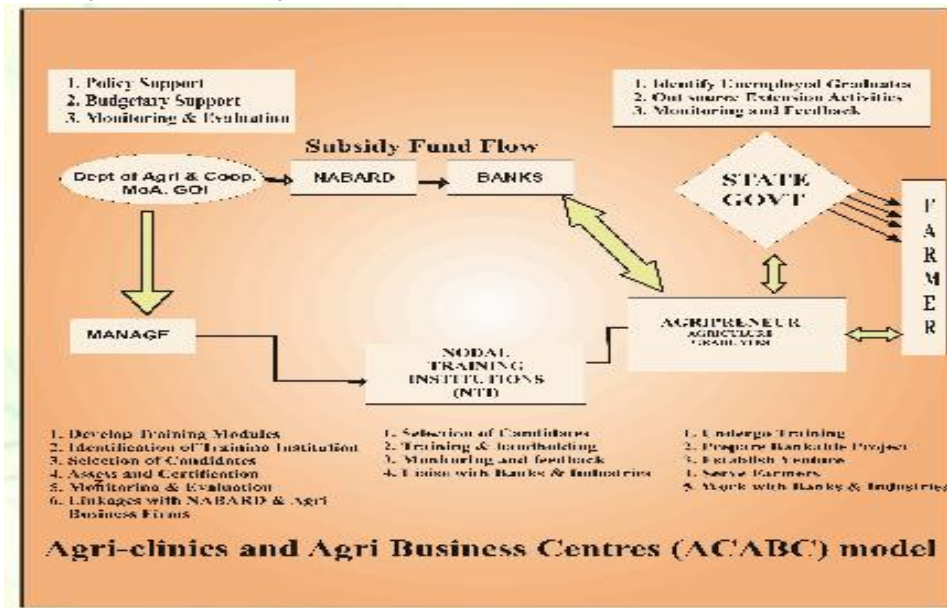 1. Policy Support
2. Budgetary Support
3. Monitoring & Evaluation
1. Identify Unemployed Graduates
2. Out source Extension Activities
3. Monitoring and Feedback
Subsidy Fund Flow
Dept of Agri & Coop.
MoA. GOI
NABARD
BANKS
STATE
GOVT
F
A
R
M
E
R
MANAGE
NODAL
TRAINING
INSTITUTIONS
(NTI)
AGRIPRENEUR
AGRICULTURE
GRADUATES
1. Develop Training Modules
2. Identification of Training Institution
3. Selection of Candidates
4. Assess and Certification
5. Monitoring & Evaluation
6. Linkages with NABARD & Agri
Business Firms
1. Selection of Candidates
2. Training & handholding
3. Monitoring and feedback
4. Liaise with Banks & Industries
1. Undergo Training
2. Prepare Bankable Project
3. Establish Venture
4. Serve Farmers
5. Work with Banks & Industries
Agri-clinics and Agri Business Centres (ACABC) model